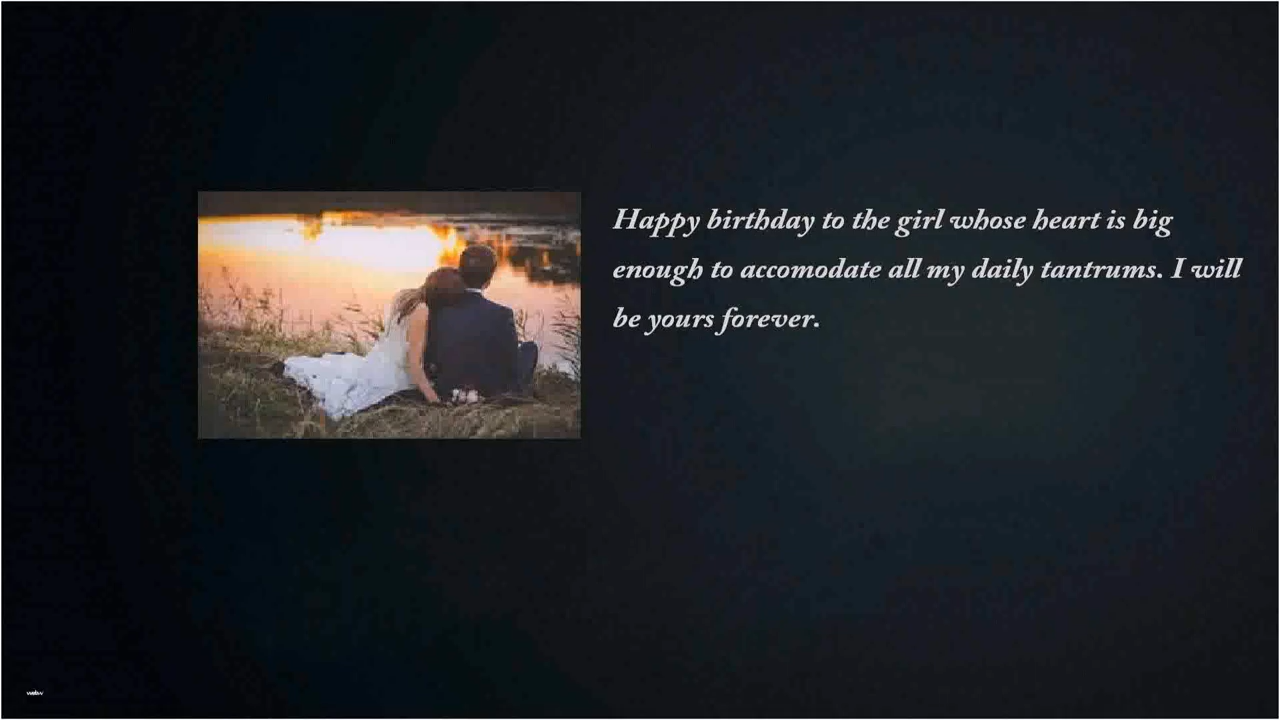 Happy birthday to the girl whose heart is big
enough to accomodate all my daily tantrums. I will
be yours forever.